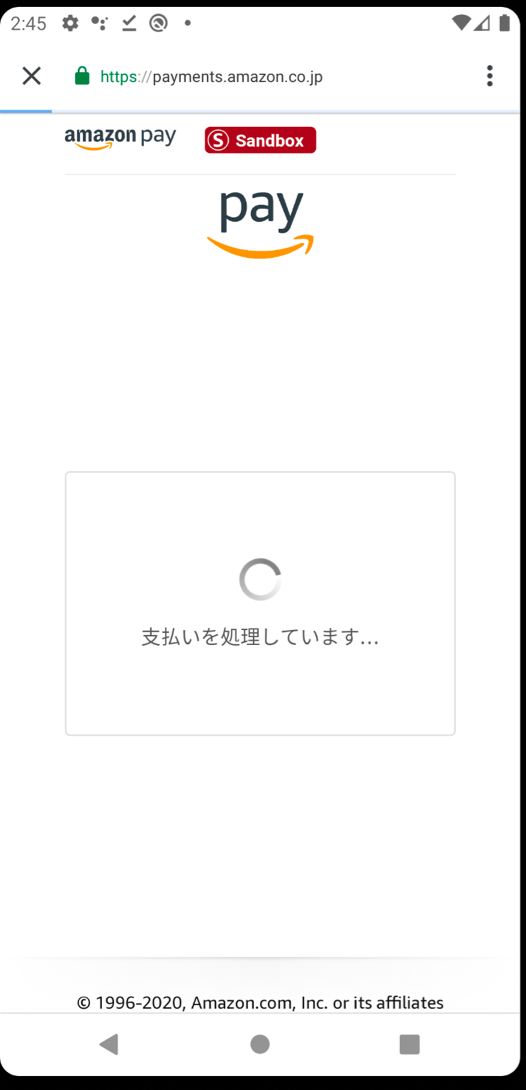 2:45
https://payments.amazon.co.jp
amazon pay S Sandbox
pay
支払いを処理しています...
© 1996-2020, Amazon.com, Inc. or its affiliates